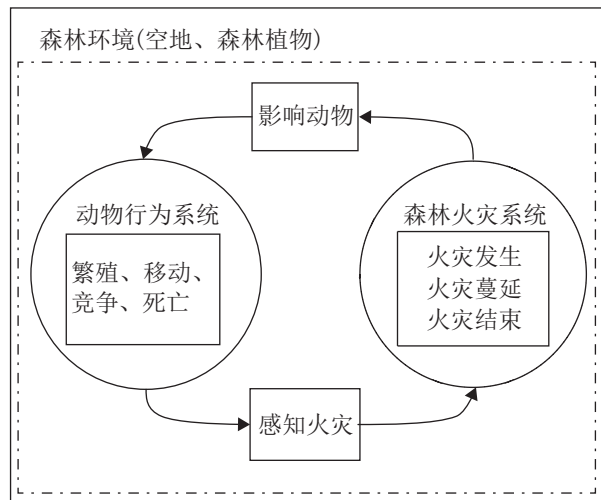 森林环境(空地、森林植物)
影响动物
动物行为系统
繁殖、移动、
竞争、死亡
森林火灾系统
火灾发生
火灾蔓延
火灾结束
感知火灾